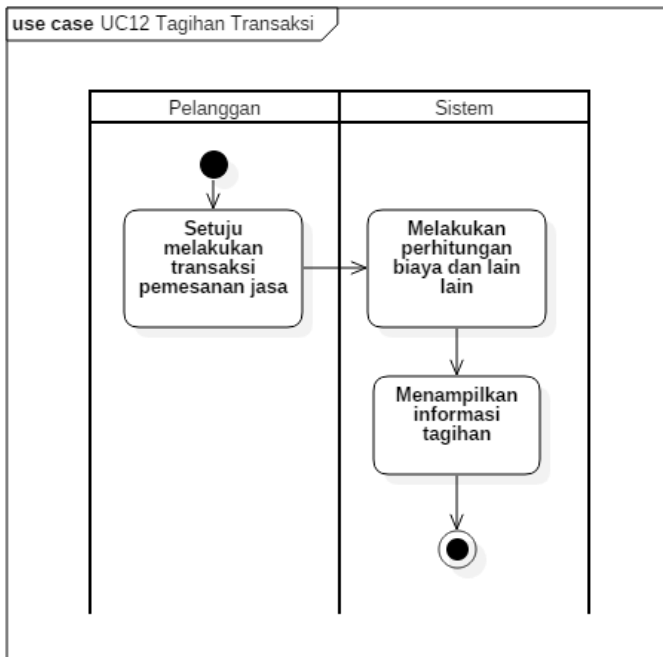 use case UC12 Tagihan Transaksi
Pelanggan
Sistem
Setuju
melakukan
transaksi
pemesanan jasa
Melakukan
perhitungan
biaya dan lain
lain
Menampilkan
informasi
tagihan